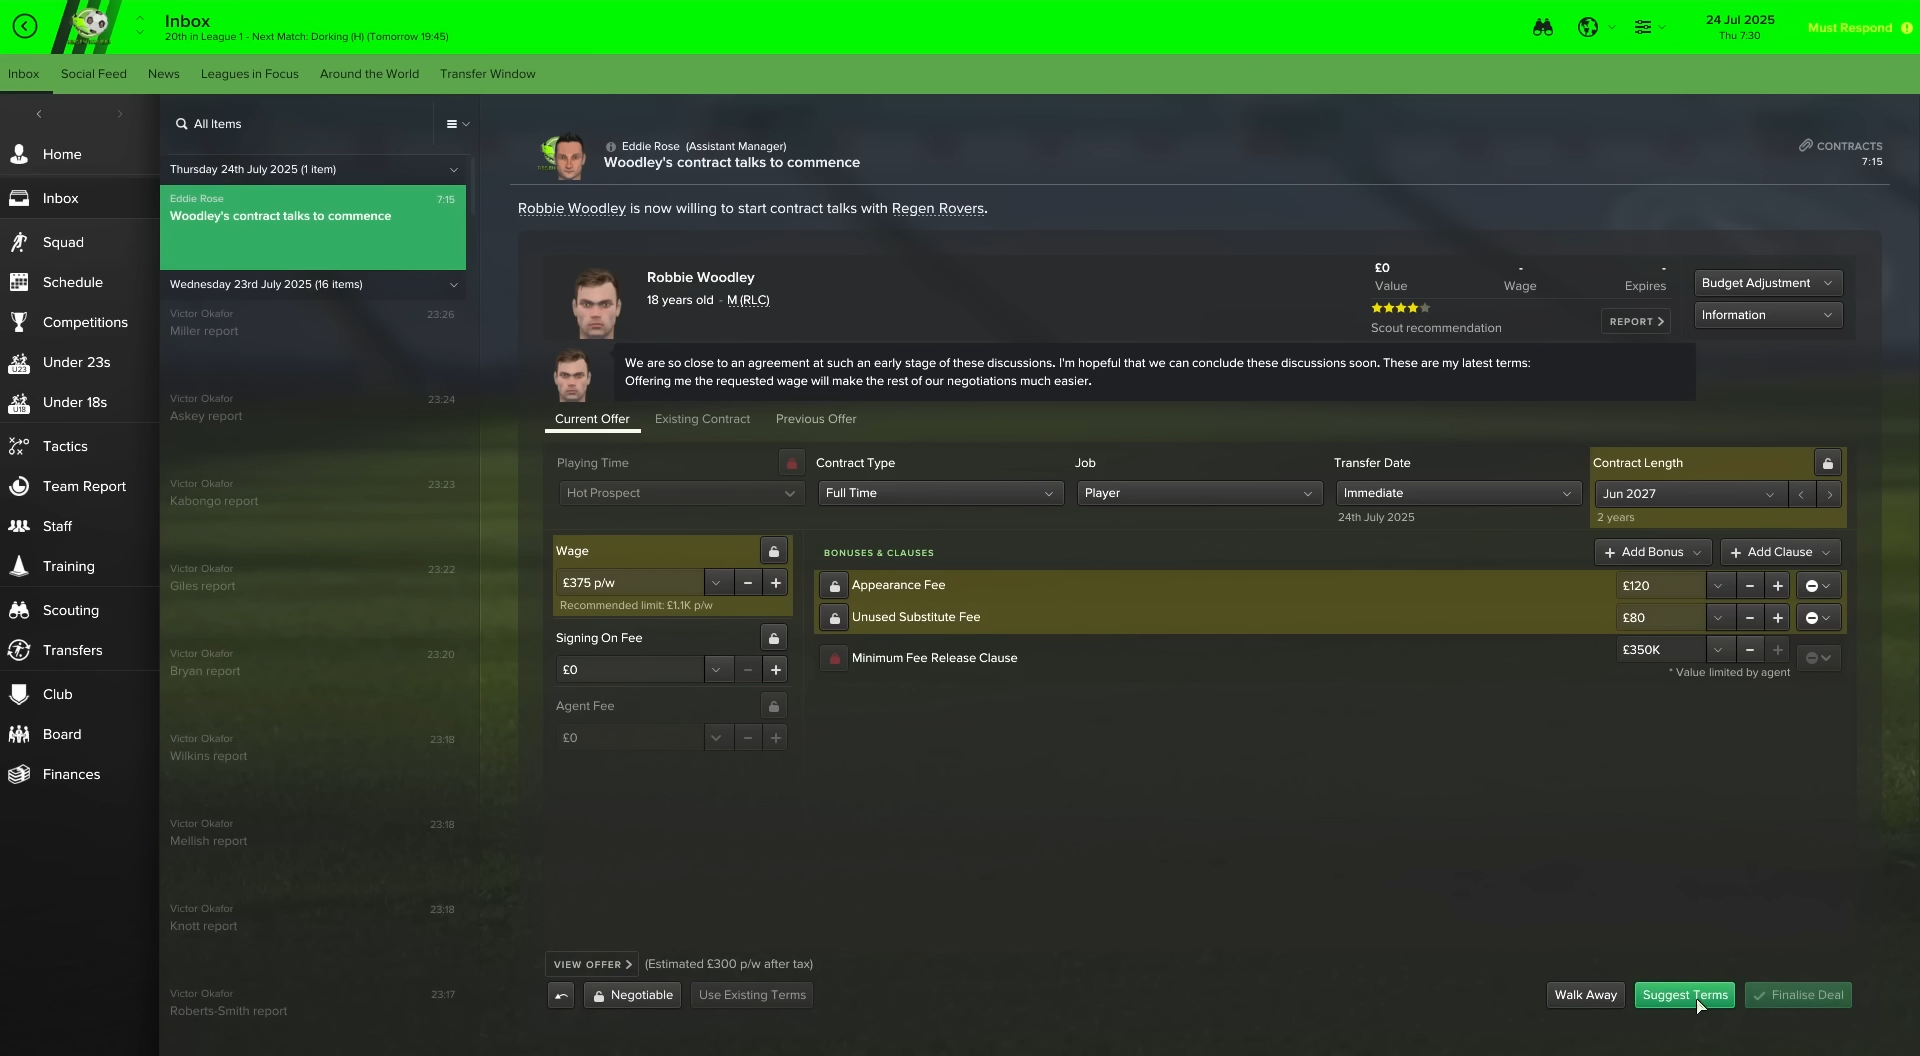 Inbox
20th in League 1 - Next Match: Dorking (H) (Tomorrow 19:45)
24 Jul 2025
Thu 7:30
Must Respond
Inbox
Social Feed
News
Leagues in Focus
Around the World
Transfer Window
Home
Inbox
Squad
Schedule
Competitions
U23
Under 23s
U18
Under 18s
Tactics
Team Report
Staff
Training
Scouting
Transfers
Club
Board
Finances
All Items
Thursday 24th July 2025 (1 item)
Eddie Rose
7:15
Woodley's contract talks to commence
Wednesday 23rd July 2025 (16 items)
Victor Okafor
23:26
Miller report
Victor Okafor
23:24
Askey report
Victor Okafor
23:23
Kabongo report
Victor Okafor
23:22
Giles report
Victor Okafor
23:20
Bryan report
Victor Okafor
23:18
Wilkins report
Victor Okafor
23:18
Mellish report
Victor Okafor
23:18
Knott report
Victor Okafor
23:17
Roberts-Smith report
Eddie Rose (Assistant Manager)
Woodley's contract talks to commence
CONTRACTS
7:15
Robbie Woodley is now willing to start contract talks with Regen Rovers.
Robbie Woodley
18 years old - M (RLC)
£0
Value
-
Wage
-
Expires
Scout recommendation
REPORT
Budget Adjustment
Information
We are so close to an agreement at such an early stage of these discussions. I'm hopeful that we can conclude these discussions soon. These are my latest terms:
Offering me the requested wage will make the rest of our negotiations much easier.
Current Offer
Existing Contract
Previous Offer
Playing Time
Hot Prospect
Contract Type
Full Time
Job
Player
Transfer Date
Immediate
24th July 2025
Contract Length
Jun 2027
2 years
Wage
£375 p/w
Recommended limit: £1.1K p/w
Signing On Fee
£0
Agent Fee
£0
BONUSES & CLAUSES
Add Bonus
Add Clause
Appearance Fee
£120
Unused Substitute Fee
£80
Minimum Fee Release Clause
£350K
* Value limited by agent
VIEW OFFER
(Estimated £300 p/w after tax)
Negotiable
Use Existing Terms
Walk Away
Suggest Terms
Finalise Deal